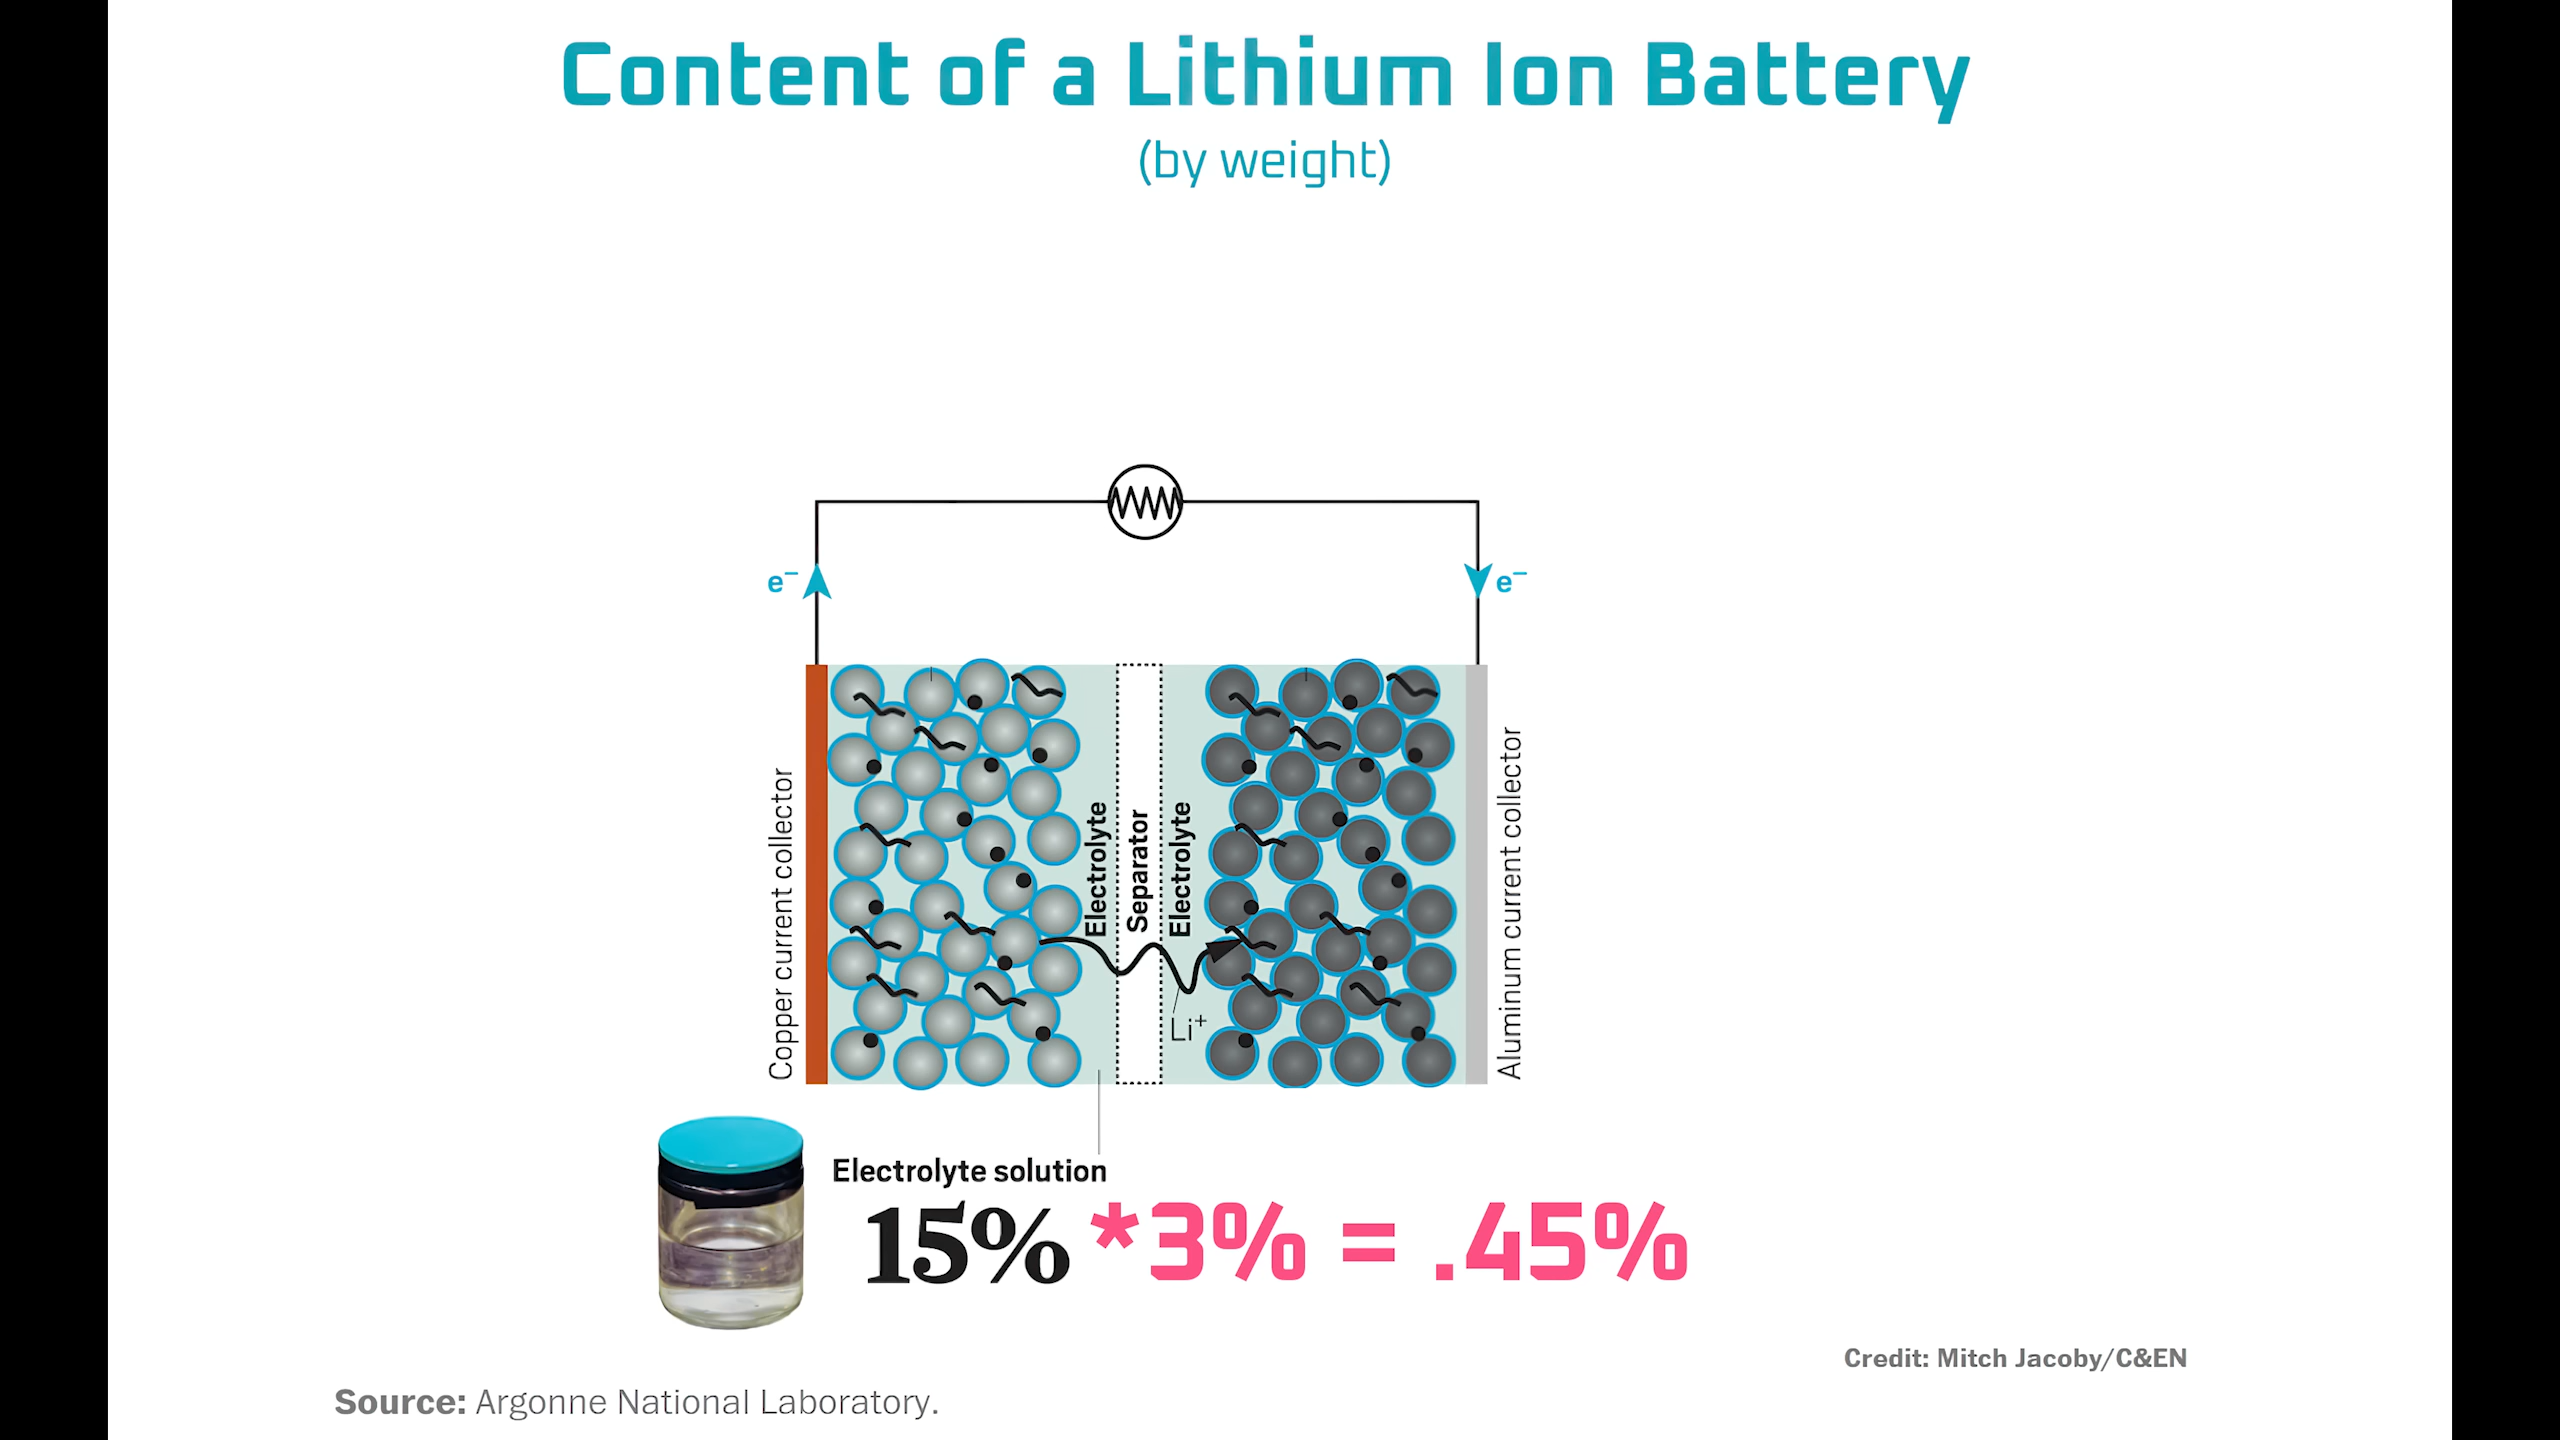 Content of a Lithium Ion Battery
(by weight)
e⁻
e⁻
Copper current collector
Electrolyte
Separator
Electrolyte
Aluminum current collector
Li⁺
Electrolyte solution
15% *3% = .45%
Credit: Mitch Jacoby/C&EN
Source: Argonne National Laboratory.